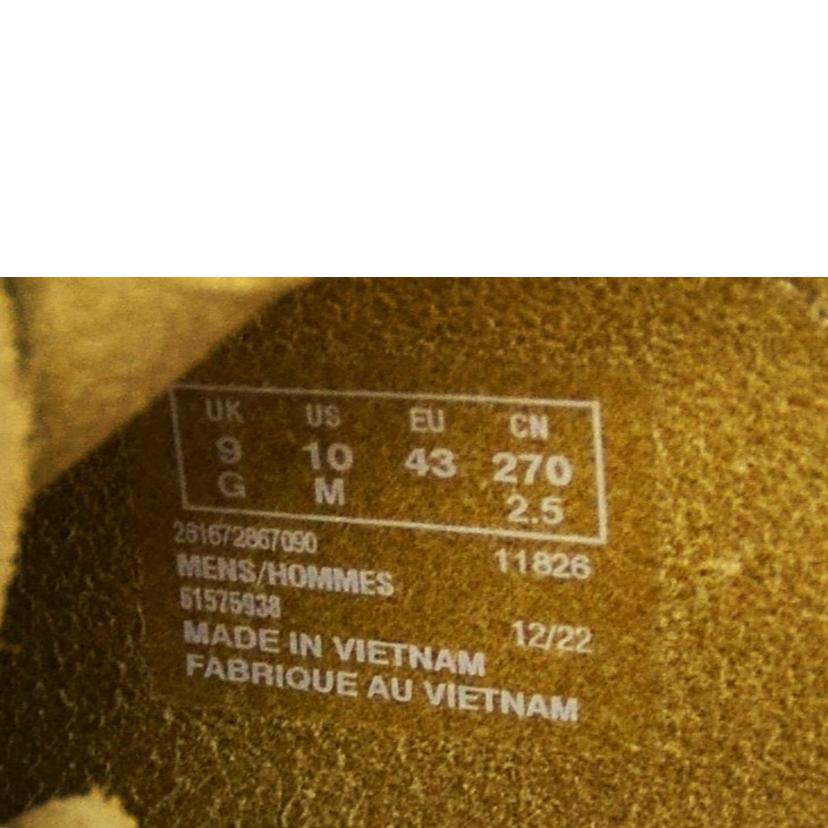 UK US EU CN
9 10 43 270
G M 2.5
261672867090 11826
MENS/HOMMES
61575938 12/22
MADE IN VIETNAM
FABRIQUE AU VIETNAM